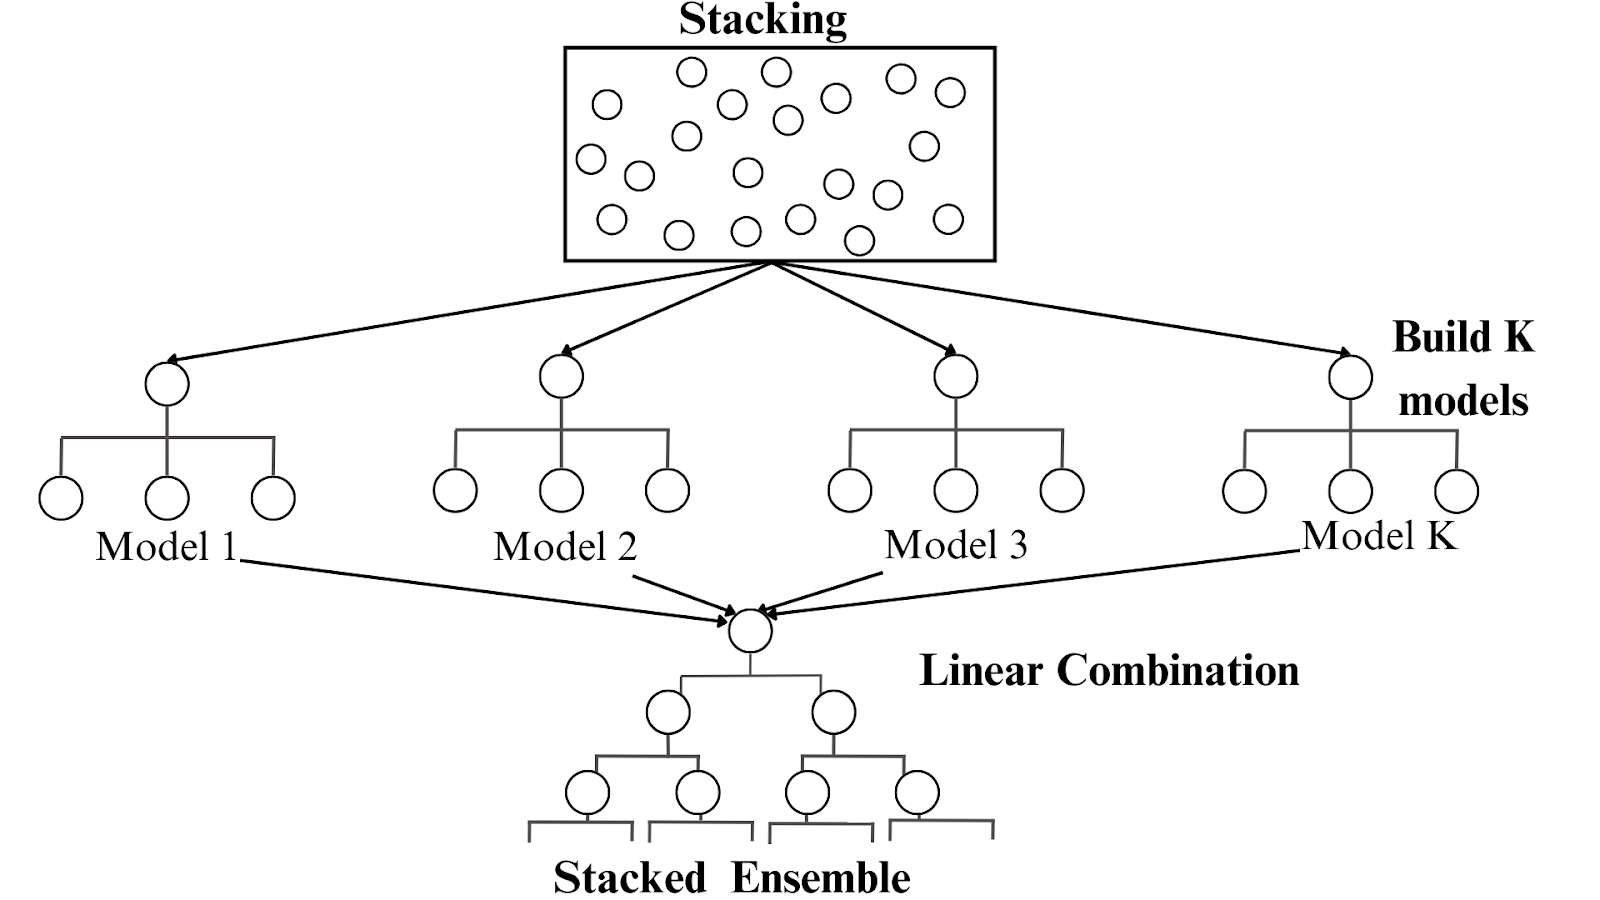 Stacking
Build K
models
Model 1
Model 2
Model 3
Model K
Linear Combination
Stacked Ensemble